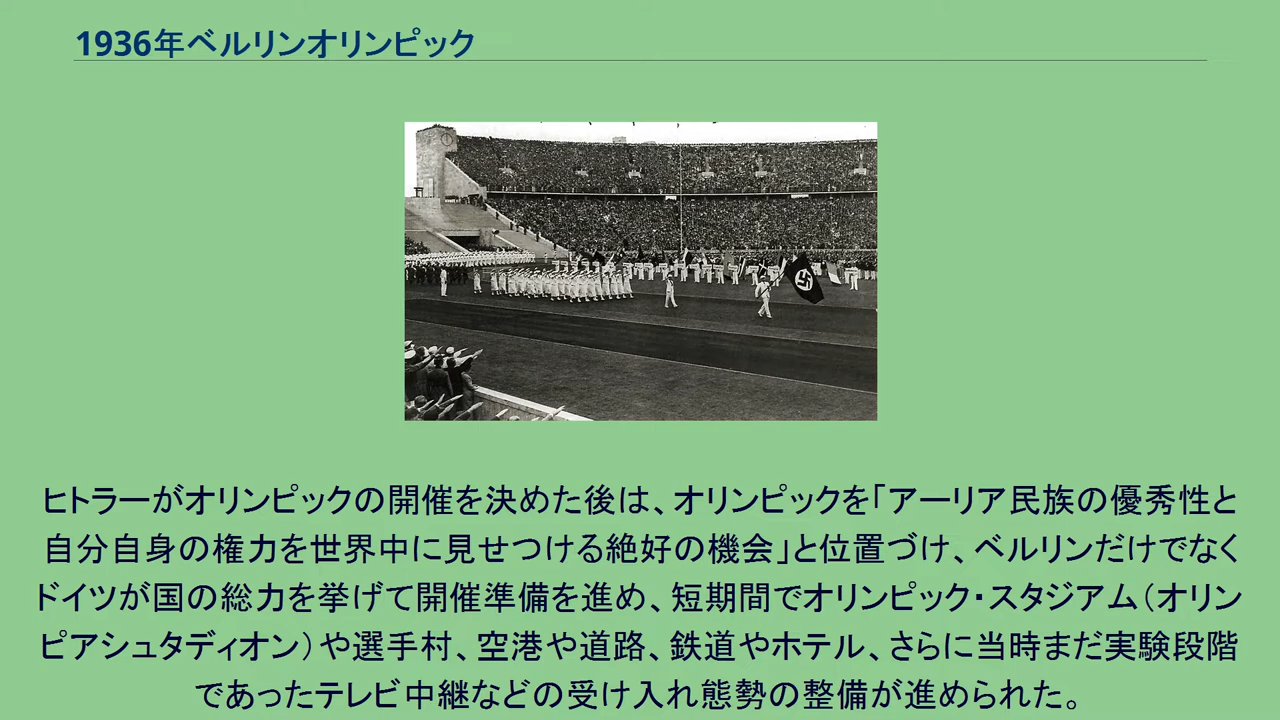 1936年ベルリンオリンピック
ヒトラーがオリンピックの開催を決めた後は、オリンピックを「アーリア民族の優秀性と
自分自身の権力を世界中に見せつける絶好の機会」と位置づけ、ベルリンだけでなく
ドイツが国の総力を挙げて開催準備を進め、短期間でオリンピック・スタジアム（オリン
ピアシュタディオン）や選手村、空港や道路、鉄道やホテル、さらに当時まだ実験段階
であったテレビ中継などの受け入れ態勢の整備が進められた。